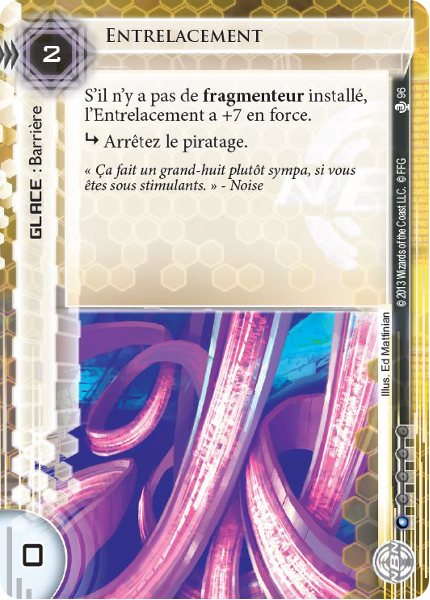 ENTRELACEMENT
2
S'il n'y a pas de fragmenteur installé,
l'Entrelacement a +7 en force.
↳ Arrêtez le piratage.
« Ça fait un grand-huit plutôt sympa, si vous
êtes sous stimulants. » - Noise
GLACE : Barrière
96
© 2013 Wizards of the Coast LLC. © FFG
Illus. Ed Mattinian
0
NBN